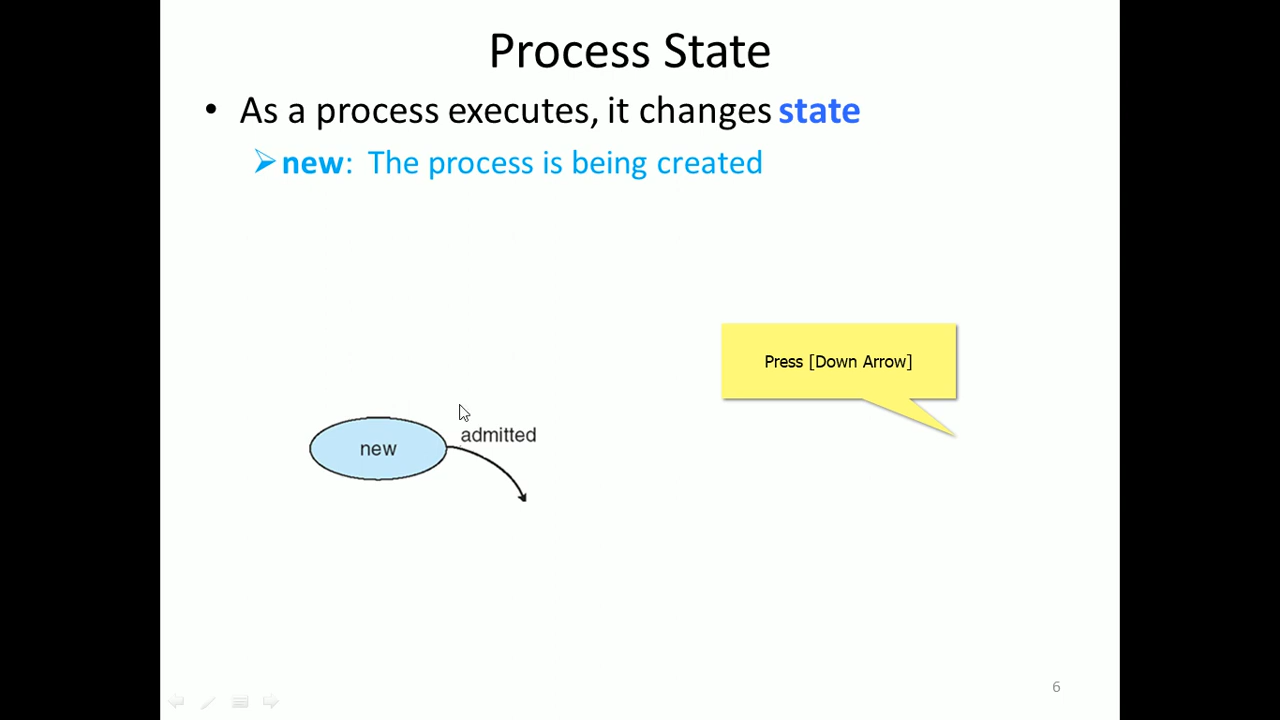 Process State
• As a process executes, it changes state
➢ new: The process is being created
Press [Down Arrow]
admitted
new
6